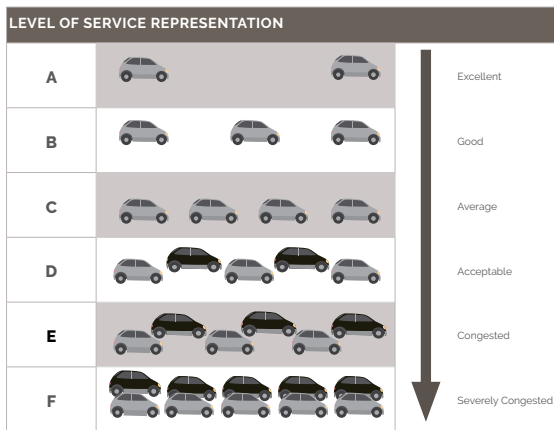 LEVEL OF SERVICE REPRESENTATION
A
Excellent
B
Good
C
Average
D
Acceptable
E
Congested
F
Severely Congested